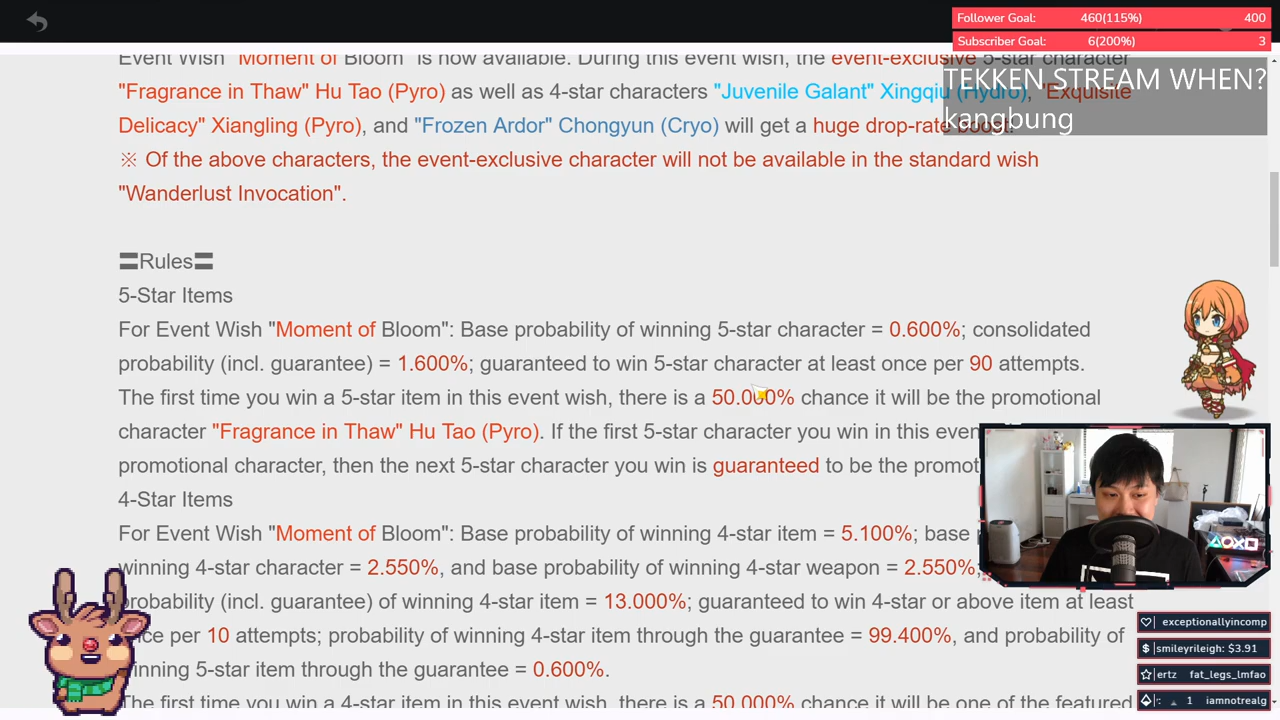 Follower Goal: 460(115%) 400
Subscriber Goal: 6(200%) 3
Event Wish "Moment of Bloom" is now available. During this event wish, the event-exclusive 5-star character
"Fragrance in Thaw" Hu Tao (Pyro) as well as 4-star characters "Juvenile Galant" Xingqiu (Hydro), "Exquisite
TEKKEN STREAM WHEN?
kangbung
Delicacy" Xiangling (Pyro), and "Frozen Ardor" Chongyun (Cryo) will get a huge drop-rate boost!
※ Of the above characters, the event-exclusive character will not be available in the standard wish
"Wanderlust Invocation".
〓Rules〓
5-Star Items
For Event Wish "Moment of Bloom": Base probability of winning 5-star character = 0.600%; consolidated
probability (incl. guarantee) = 1.600%; guaranteed to win 5-star character at least once per 90 attempts.
The first time you win a 5-star item in this event wish, there is a 50.000% chance it will be the promotional
character "Fragrance in Thaw" Hu Tao (Pyro). If the first 5-star character you win in this even
promotional character, then the next 5-star character you win is guaranteed to be the promot
4-Star Items
For Event Wish "Moment of Bloom": Base probability of winning 4-star item = 5.100%; base
winning 4-star character = 2.550%, and base probability of winning 4-star weapon = 2.550%;
probability (incl. guarantee) of winning 4-star item = 13.000%; guaranteed to win 4-star or above item at least
once per 10 attempts; probability of winning 4-star item through the guarantee = 99.400%, and probability of
winning 5-star item through the guarantee = 0.600%.
The first time you win a 4-star item in this event wish, there is a 50.000% chance it will be one of the featured
exceptionallyincomp
$ smileyrileigh: $3.91
ertz fat_legs_lmfao
1 iamnotrealg